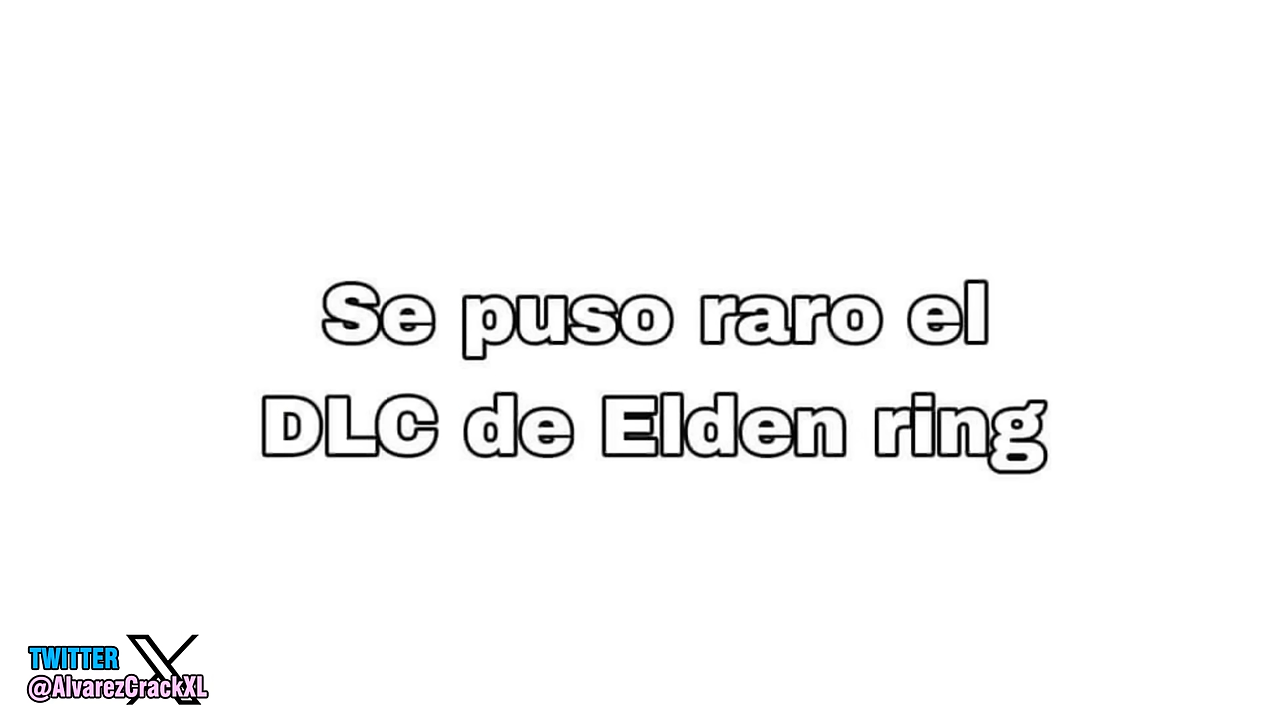 Se puso raro el
DLC de Elden ring
TWITTER X
@AlvarezCrackXL